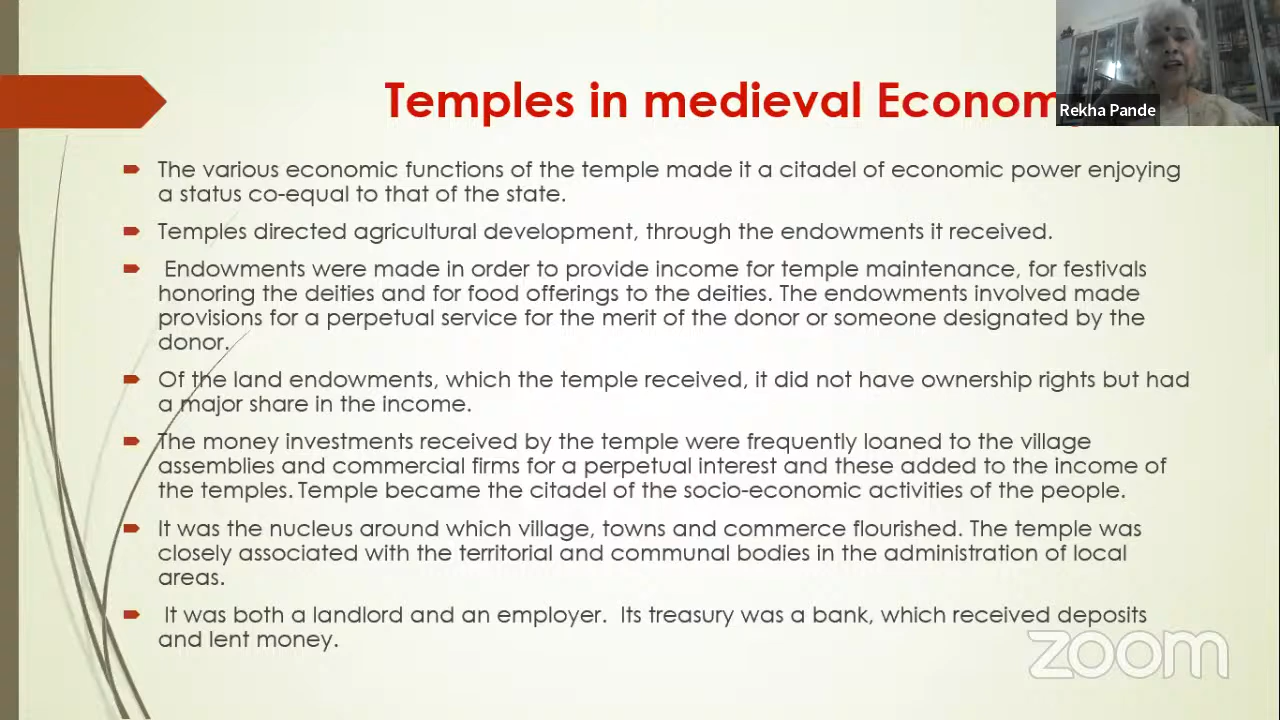 Temples in medieval Econom
Rekha Pande
The various economic functions of the temple made it a citadel of economic power enjoying
a status co-equal to that of the state.
Temples directed agricultural development, through the endowments it received.
Endowments were made in order to provide income for temple maintenance, for festivals
honoring the deities and for food offerings to the deities. The endowments involved made
provisions for a perpetual service for the merit of the donor or someone designated by the
donor.
Of the land endowments, which the temple received, it did not have ownership rights but had
a major share in the income.
The money investments received by the temple were frequently loaned to the village
assemblies and commercial firms for a perpetual interest and these added to the income of
the temples. Temple became the citadel of the socio-economic activities of the people.
It was the nucleus around which village, towns and commerce flourished. The temple was
closely associated with the territorial and communal bodies in the administration of local
areas.
It was both a landlord and an employer.  Its treasury was a bank, which received deposits
and lent money.
zoom